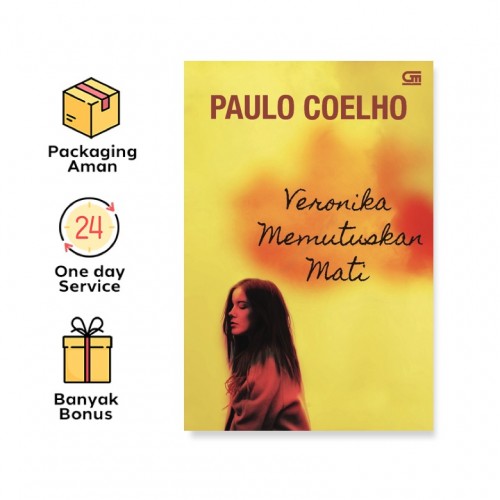 Packaging
Aman
24
One day
Service
Banyak
Bonus
GM
PAULO COELHO
Veronika
Memutuskan
Mati